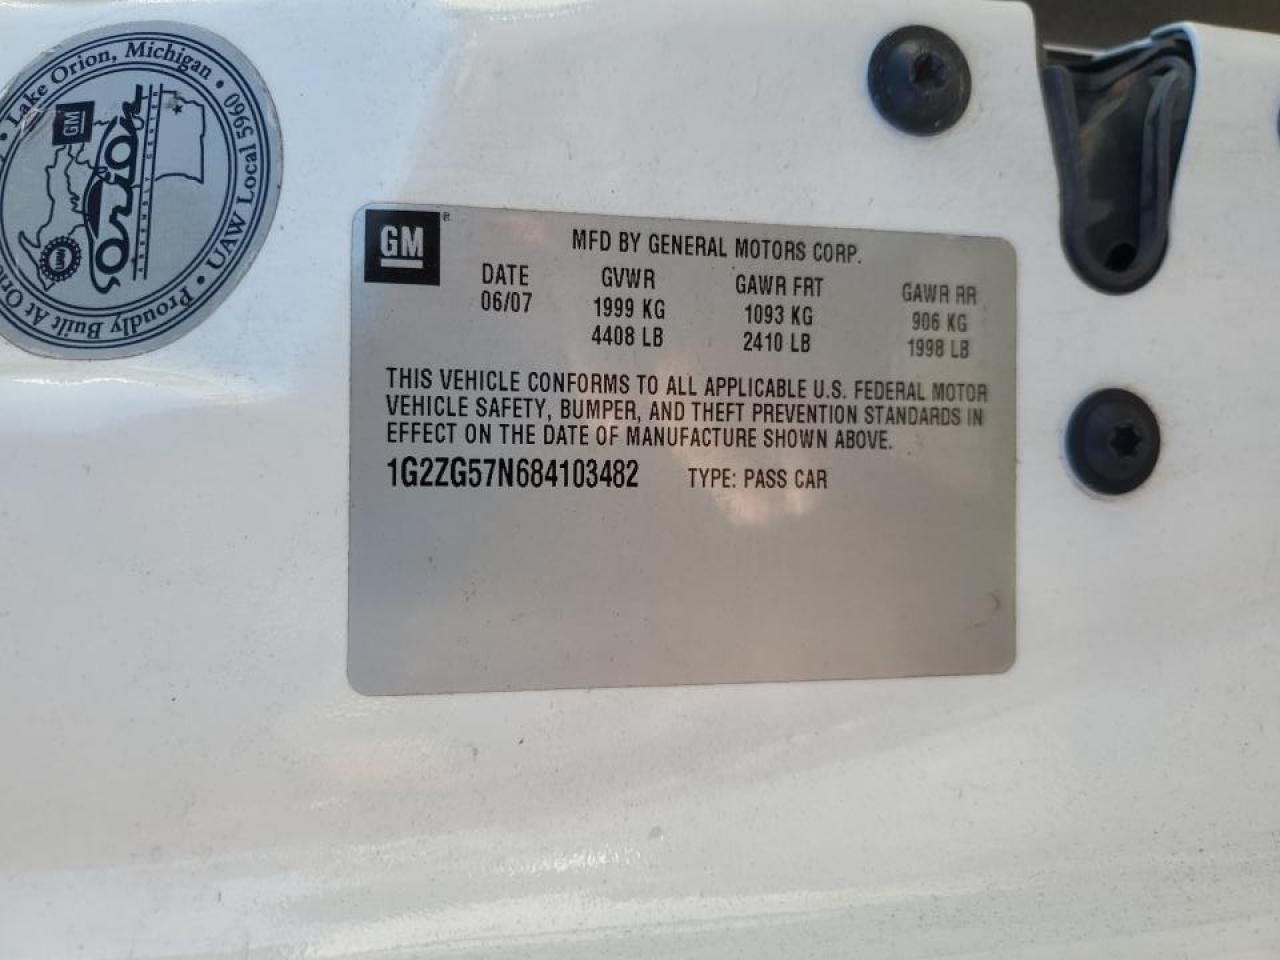 Lake Orion, Michigan • UAW Local 5960 • Proudly Built At
GM
orion
ASSEMBLY
GM
®
MFD BY GENERAL MOTORS CORP.
DATE GVWR GAWR FRT GAWR RR
06/07 1999 KG 1093 KG 906 KG
4408 LB 2410 LB 1998 LB
THIS VEHICLE CONFORMS TO ALL APPLICABLE U.S. FEDERAL MOTOR
VEHICLE SAFETY, BUMPER, AND THEFT PREVENTION STANDARDS IN
EFFECT ON THE DATE OF MANUFACTURE SHOWN ABOVE.
1G2ZG57N684103482 TYPE: PASS CAR